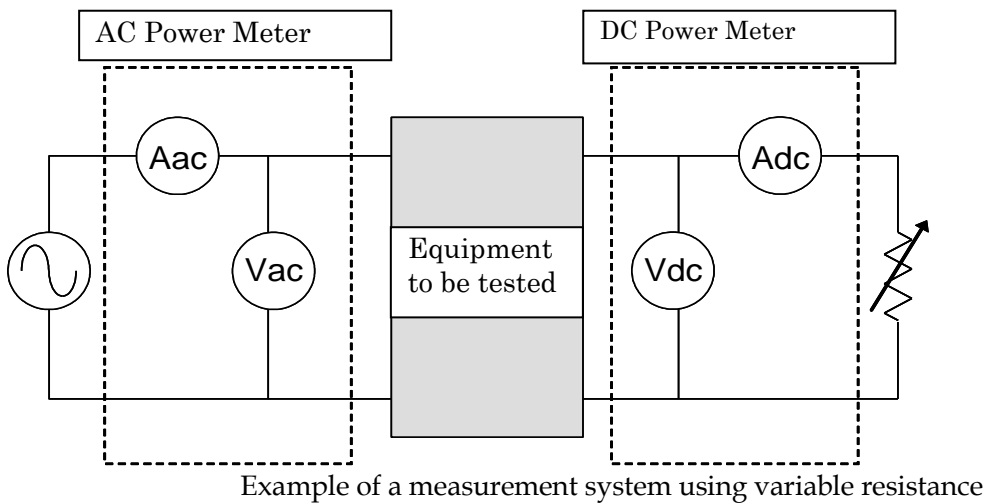 AC Power Meter
DC Power Meter
Aac
Adc
Vac
Equipment
to be tested
Vdc
Example of a measurement system using variable resistance